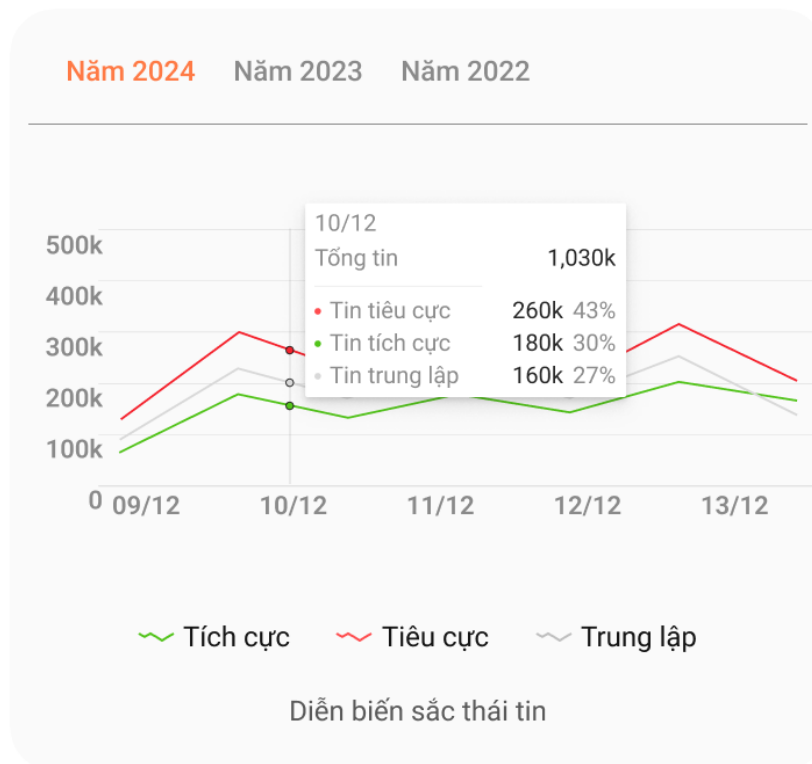 Năm 2024 Năm 2023 Năm 2022
500k
400k
300k
200k
100k
0
10/12
Tổng tin 1,030k
Tin tiêu cực 260k 43%
Tin tích cực 180k 30%
Tin trung lập 160k 27%
09/12 10/12 11/12 12/12 13/12
Tích cực Tiêu cực Trung lập
Diễn biến sắc thái tin